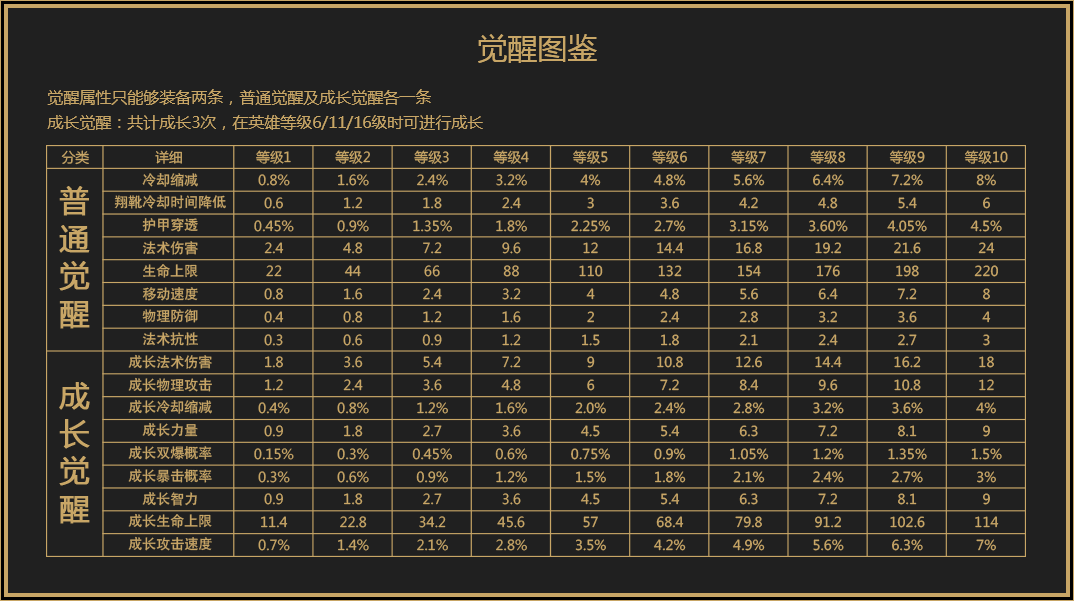 觉醒图鉴
觉醒属性只能够装备两条，普通觉醒及成长觉醒各一条
成长觉醒：共计成长3次，在英雄等级6/11/16级时可进行成长
分类 详细 等级1 等级2 等级3 等级4 等级5 等级6 等级7 等级8 等级9 等级10
普通觉醒
冷却缩减 0.8% 1.6% 2.4% 3.2% 4% 4.8% 5.6% 6.4% 7.2% 8%
翔靴冷却时间降低 0.6 1.2 1.8 2.4 3 3.6 4.2 4.8 5.4 6
护甲穿透 0.45% 0.9% 1.35% 1.8% 2.25% 2.7% 3.15% 3.60% 4.05% 4.5%
法术伤害 2.4 4.8 7.2 9.6 12 14.4 16.8 19.2 21.6 24
生命上限 22 44 66 88 110 132 154 176 198 220
移动速度 0.8 1.6 2.4 3.2 4 4.8 5.6 6.4 7.2 8
物理防御 0.4 0.8 1.2 1.6 2 2.4 2.8 3.2 3.6 4
法术抗性 0.3 0.6 0.9 1.2 1.5 1.8 2.1 2.4 2.7 3
成长觉醒
成长法术伤害 1.8 3.6 5.4 7.2 9 10.8 12.6 14.4 16.2 18
成长物理攻击 1.2 2.4 3.6 4.8 6 7.2 8.4 9.6 10.8 12
成长冷却缩减 0.4% 0.8% 1.2% 1.6% 2.0% 2.4% 2.8% 3.2% 3.6% 4%
成长力量 0.9 1.8 2.7 3.6 4.5 5.4 6.3 7.2 8.1 9
成长双爆概率 0.15% 0.3% 0.45% 0.6% 0.75% 0.9% 1.05% 1.2% 1.35% 1.5%
成长暴击概率 0.3% 0.6% 0.9% 1.2% 1.5% 1.8% 2.1% 2.4% 2.7% 3%
成长智力 0.9 1.8 2.7 3.6 4.5 5.4 6.3 7.2 8.1 9
成长生命上限 11.4 22.8 34.2 45.6 57 68.4 79.8 91.2 102.6 114
成长攻击速度 0.7% 1.4% 2.1% 2.8% 3.5% 4.2% 4.9% 5.6% 6.3% 7%